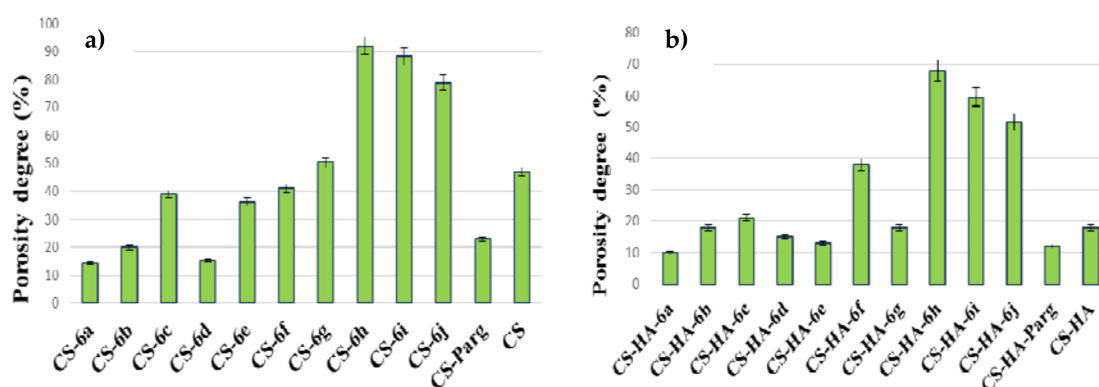 a)
Porosity degree (%)
100
90
80
70
60
50
40
30
20
10
0
CS-6a
CS-6b
CS-6c
CS-6d
CS-6e
CS-6f
CS-6g
CS-6h
CS-6i
CS-6j
CS-Parg
CS
b)
Porosity degree (%)
80
70
60
50
40
30
20
10
0
CS-HA-6a
CS-HA-6b
CS-HA-6c
CS-HA-6d
CS-HA-6e
CS-HA-6f
CS-HA-6g
CS-HA-6h
CS-HA-6i
CS-HA-6j
CS-HA-Parg
CS-HA